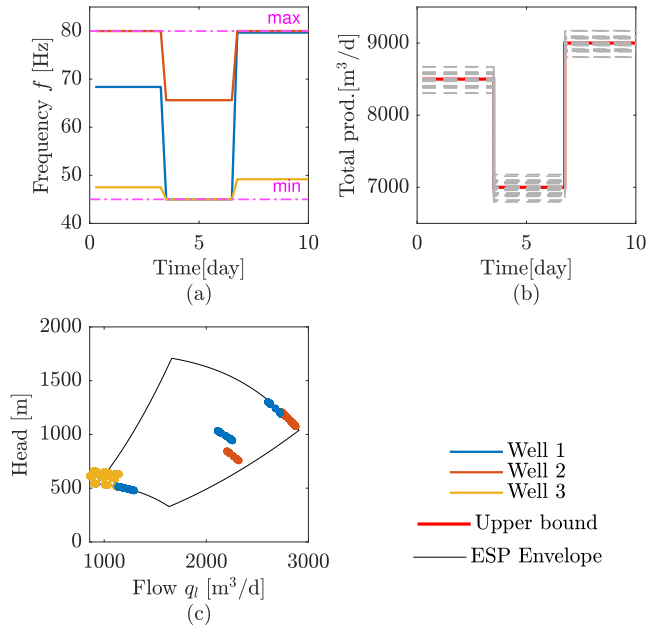 80
70
60
50
40
Frequency f [Hz]
max
min
0
5
10
Time[day]
(a)
9000
8000
7000
Total prod.[m³/d]
0
5
10
Time[day]
(b)
2000
1500
1000
500
0
Head [m]
1000
2000
3000
Flow qₗ [m³/d]
(c)
Well 1
Well 2
Well 3
Upper bound
ESP Envelope